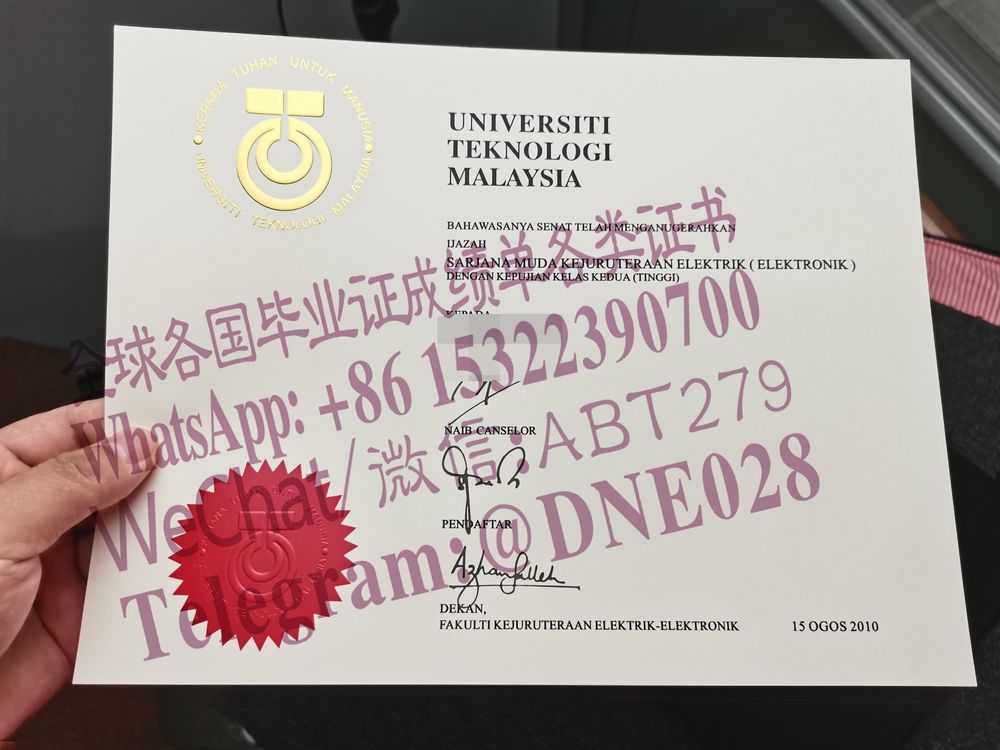 KERANA TUHAN UNTUK MANUSIA
UNIVERSITI TEKNOLOGI MALAYSIA
UNIVERSITI
TEKNOLOGI
MALAYSIA
BAHAWASANYA SENAT TELAH MENGANUGERAHKAN
IJAZAH
SARJANA MUDA KEJURUTERAAN ELEKTRIK ( ELEKTRONIK )
DENGAN KEPUJIAN KELAS KEDUA (TINGGI)
KEPADA
全球各国毕业证成绩单各类证书
WhatsApp: +86 15322390700
WeChat/微信:ABT279
Telegram:@DNE028
NAIB CANSELOR
PENDAFTAR
DEKAN,
FAKULTI KEJURUTERAAN ELEKTRIK-ELEKTRONIK
15 OGOS 2010